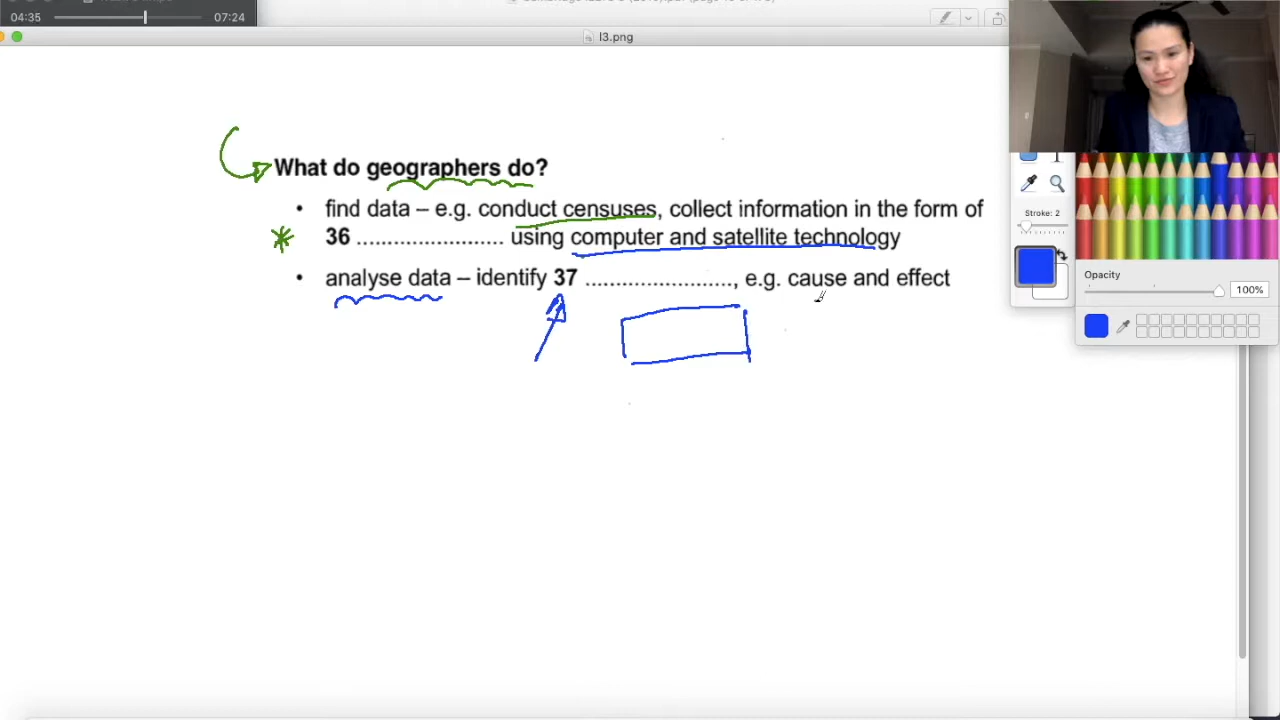 04:35 07:24
l3.png
What do geographers do?
• find data – e.g. conduct censuses, collect information in the form of
36 ........................ using computer and satellite technology
• analyse data – identify 37 ........................., e.g. cause and effect
Stroke: 2
Opacity
100%